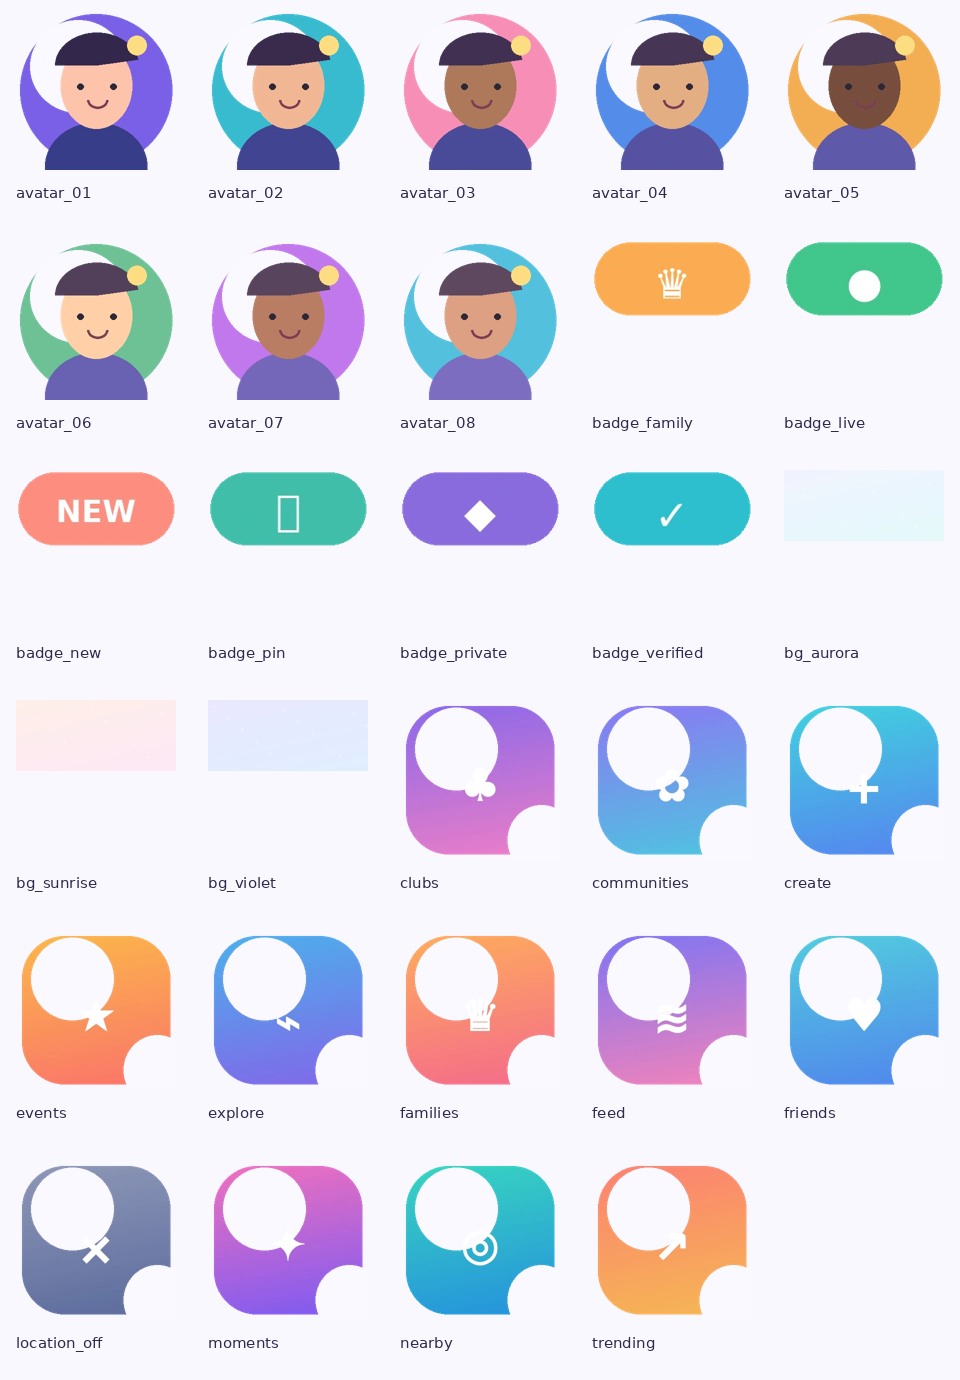 avatar_01 avatar_02 avatar_03 avatar_04 avatar_05
avatar_06 avatar_07 avatar_08 badge_family badge_live
NEW
badge_new badge_pin badge_private badge_verified bg_aurora
bg_sunrise bg_violet clubs communities create
events explore families feed friends
location_off moments nearby trending